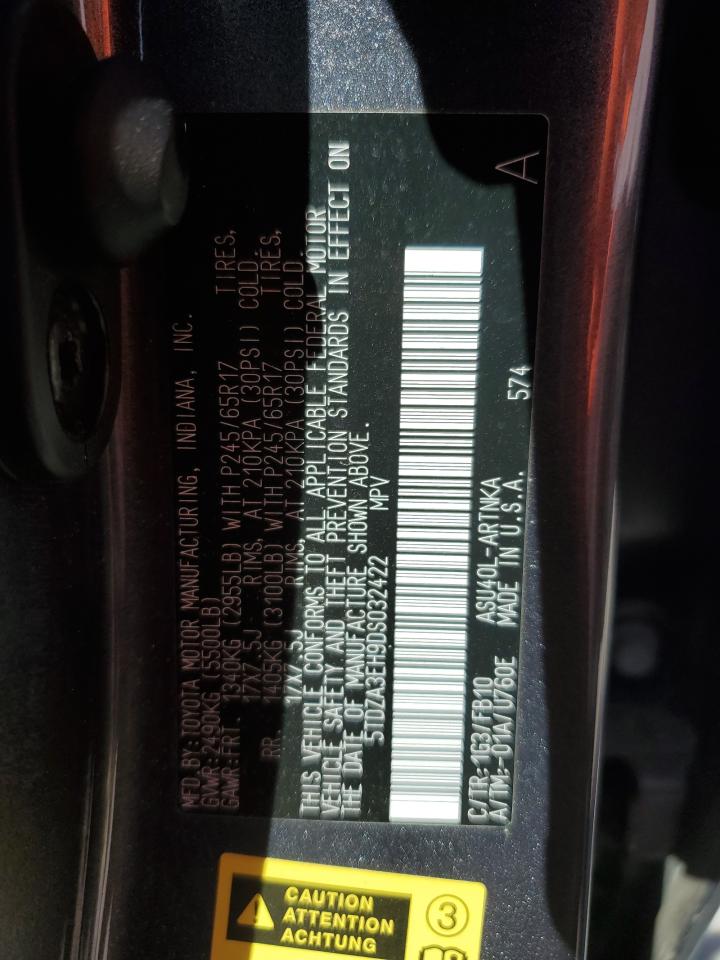 MFD.BY:TOYOTA MOTOR MANUFACTURING, INDIANA, INC.
GVWR:2490KG (5500LB)
GAWR:FRT. 1340KG (2955LB) WITH P245/65R17 TIRES,
17X7.5J RIMS, AT 210KPA (30PSI) COLD.
RR. 1405KG (3100LB) WITH P245/65R17 TIRES,
17X7.5J RIMS, AT 210KPA (30PSI) COLD.
THIS VEHICLE CONFORMS TO ALL APPLICABLE FEDERAL MOTOR
VEHICLE SAFETY AND THEFT PREVENTION STANDARDS IN EFFECT ON
THE DATE OF MANUFACTURE SHOWN ABOVE.
5TDZA3EH9DS032422 MPV
C/TR:1G3/FB10 ASU40L-ARTNKA
A/TM:-01A/U760E MADE IN U.S.A. 574
A
CAUTION
ATTENTION
ACHTUNG
3